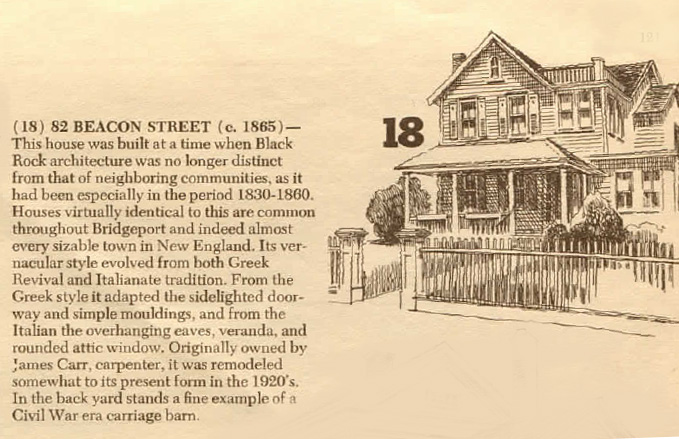 (18) 82 BEACON STREET (c. 1865)—
This house was built at a time when Black
Rock architecture was no longer distinct
from that of neighboring communities, as it
had been especially in the period 1830-1860.
Houses virtually identical to this are common
throughout Bridgeport and indeed almost
every sizable town in New England. Its ver-
nacular style evolved from both Greek
Revival and Italianate tradition. From the
Greek style it adapted the sidelighted door-
way and simple mouldings, and from the
Italian the overhanging eaves, veranda, and
rounded attic window. Originally owned by
James Carr, carpenter, it was remodeled
somewhat to its present form in the 1920's.
In the back yard stands a fine example of a
Civil War era carriage barn.
18